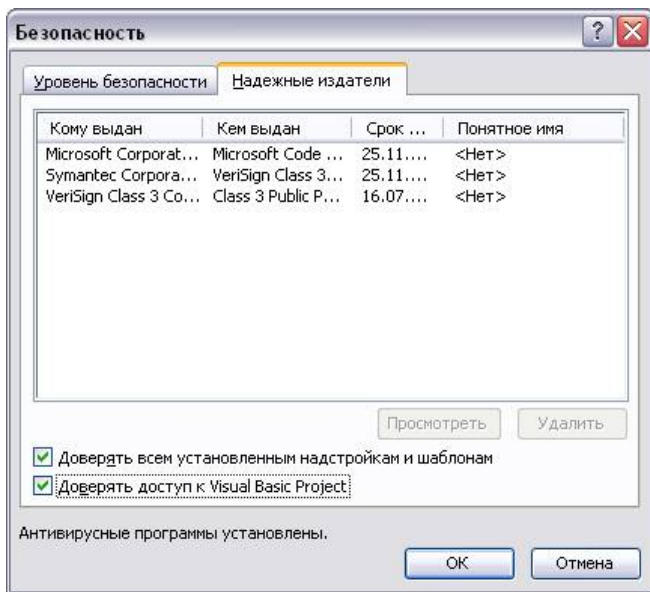 Безопасность
Уровень безопасности Надежные издатели
Кому выдан Кем выдан Срок ... Понятное имя
Microsoft Corporat... Microsoft Code ... 25.11.... <Нет>
Symantec Corpora... VeriSign Class 3... 25.11.... <Нет>
VeriSign Class 3 Co... Class 3 Public P... 16.07.... <Нет>
Просмотреть Удалить
Доверять всем установленным надстройкам и шаблонам
Доверять доступ к Visual Basic Project
Антивирусные программы установлены.
ОК Отмена